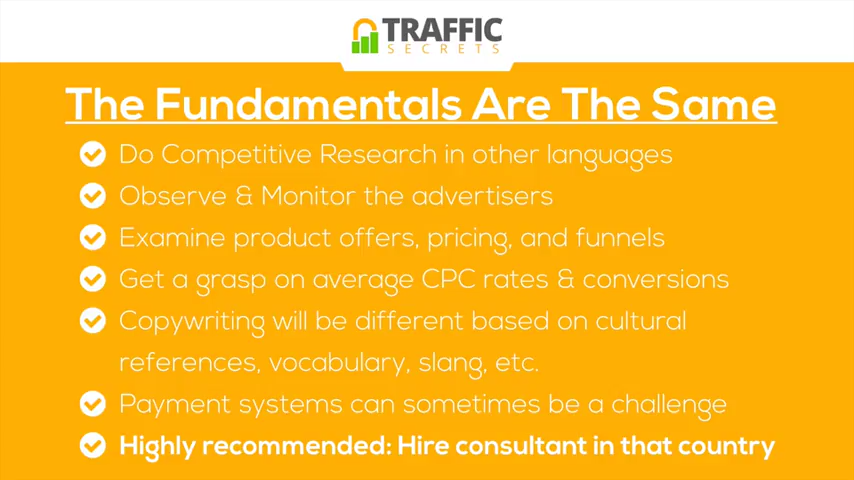 TRAFFIC
SECRETS
The Fundamentals Are The Same
Do Competitive Research in other languages
Observe & Monitor the advertisers
Examine product offers, pricing, and funnels
Get a grasp on average CPC rates & conversions
Copywriting will be different based on cultural
references, vocabulary, slang, etc.
Payment systems can sometimes be a challenge
Highly recommended: Hire consultant in that country